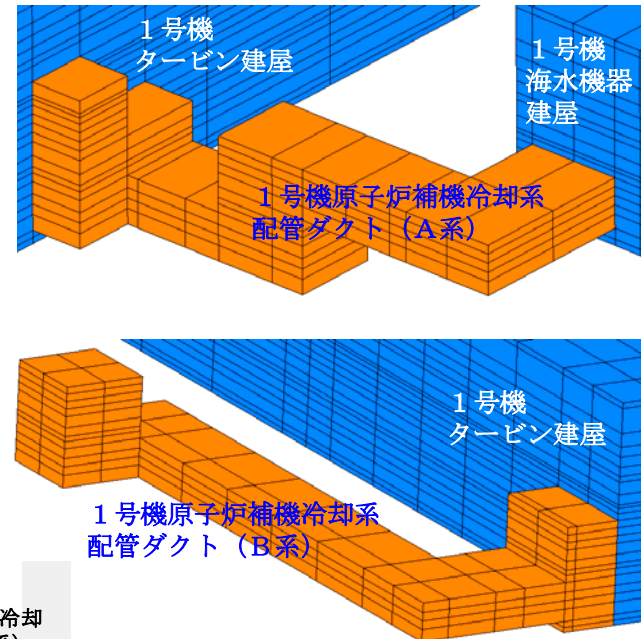 １号機
タービン建屋
１号機
海水機器
建屋
１号機原子炉補機冷却系
配管ダクト（Ａ系）
１号機
タービン建屋
１号機原子炉補機冷却系
配管ダクト（Ｂ系）
冷却